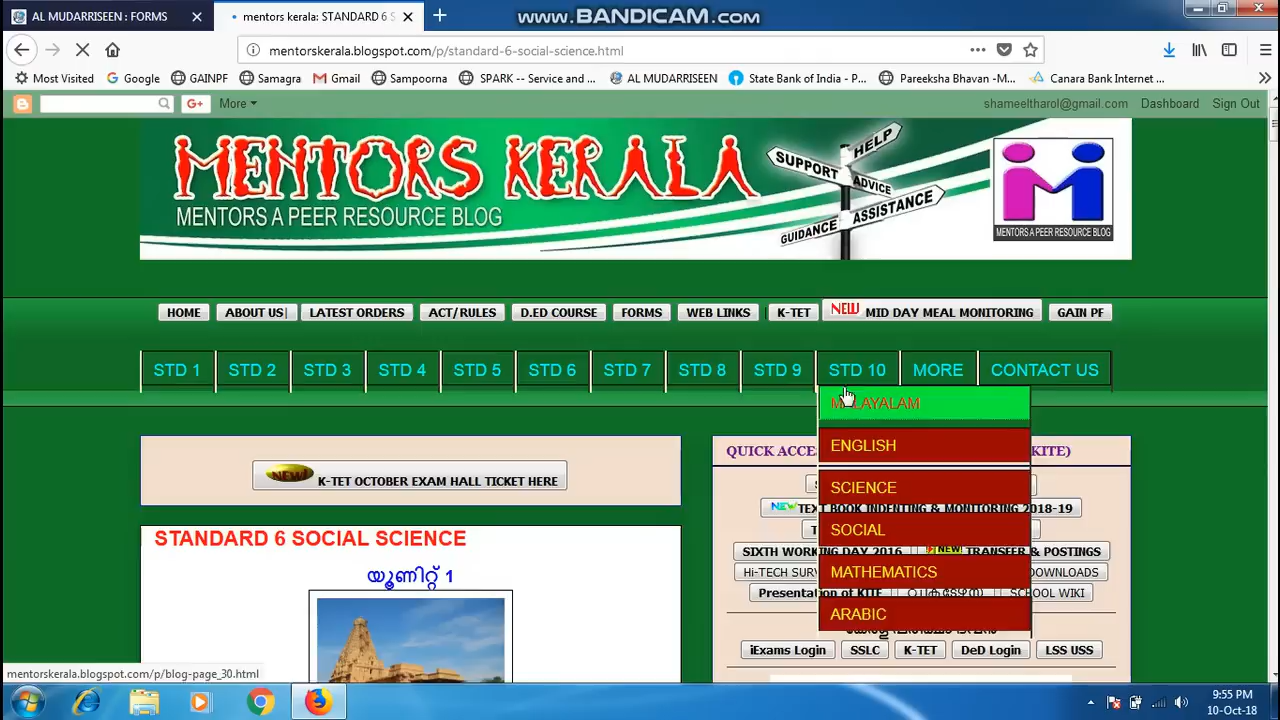 AL MUDARRISEEN : FORMS
mentors kerala: STANDARD 6 S
www.BANDICAM.com
mentorskerala.blogspot.com/p/standard-6-social-science.html
Most Visited Google GAINPF Samagra Gmail Sampoorna SPARK -- Service and ... AL MUDARRISEEN State Bank of India - P... Pareeksha Bhavan -M... Canara Bank Internet ...
G+ More shameeltharol@gmail.com Dashboard Sign Out
MENTORS KERALA
MENTORS A PEER RESOURCE BLOG
SUPPORT
HELP
ADVICE
ASSISTANCE
GUIDANCE
MENTORS A PEER RESOURCE BLOG
HOME ABOUT US| LATEST ORDERS ACT/RULES D.ED COURSE FORMS WEB LINKS K-TET NEW MID DAY MEAL MONITORING GAIN PF
STD 1 STD 2 STD 3 STD 4 STD 5 STD 6 STD 7 STD 8 STD 9 STD 10 MORE CONTACT US
MALAYALAM
ENGLISH
SCIENCE
SOCIAL
MATHEMATICS
ARABIC
NEW! K-TET OCTOBER EXAM HALL TICKET HERE
STANDARD 6 SOCIAL SCIENCE
യൂണിറ്റ് 1
QUICK ACCE KITE)
NEW TEXT BOOK INDENTING & MONITORING 2018-19
SIXTH WORKING DAY 2016 NEW! TRANSFER & POSTINGS
Hi-TECH SURV DOWNLOADS
Presentation of KITE SCHOOL WIKI
iExams Login SSLC K-TET DeD Login LSS USS
mentorskerala.blogspot.com/p/blog-page_30.html
9:55 PM
10-Oct-18